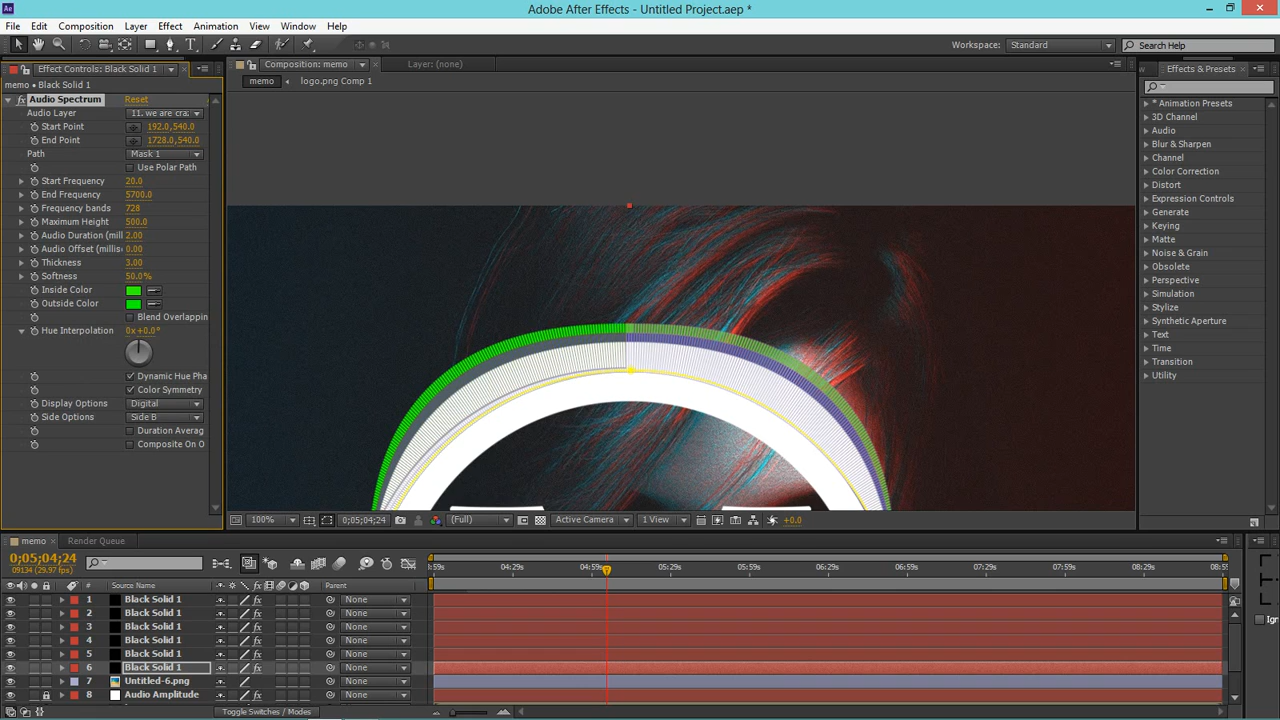 Adobe After Effects - Untitled Project.aep *
File Edit Composition Layer Effect Animation View Window Help
Workspace: Standard Search Help
Effect Controls: Black Solid 1
Composition: memo
Layer: (none)
Effects & Presets
memo • Black Solid 1
memo logo.png Comp 1
fx Audio Spectrum Reset
Audio Layer 11. we are cra:
Start Point 192.0,540.0
End Point 1728.0,540.0
Path Mask 1
Use Polar Path
Start Frequency 20.0
End Frequency 5700.0
Frequency bands 728
Maximum Height 500.0
Audio Duration (mill 2.00
Audio Offset (millis 0.00
Thickness 3.00
Softness 50.0%
Inside Color
Outside Color
Blend Overlappin
Hue Interpolation 0x+0.0°
Dynamic Hue Pha
Color Symmetry
Display Options Digital
Side Options Side B
Duration Averag
Composite On O
* Animation Presets
3D Channel
Audio
Blur & Sharpen
Channel
Color Correction
Distort
Expression Controls
Generate
Keying
Matte
Noise & Grain
Obsolete
Perspective
Simulation
Stylize
Synthetic Aperture
Text
Time
Transition
Utility
100% 0;05;04;24 (Full) Active Camera 1 View +0.0
memo Render Queue
0;05;04;24
09134 (29.97 fps)
:59s 04:29s 04:59s 05:29s 05:59s 06:29s 06:59s 07:29s 07:59s 08:29s 08:59s
# Source Name Parent
1 Black Solid 1 fx None
2 Black Solid 1 fx None
3 Black Solid 1 fx None
4 Black Solid 1 fx None
5 Black Solid 1 fx None
6 Black Solid 1 fx None
7 Untitled-6.png None
8 Audio Amplitude fx None
Toggle Switches / Modes
Ign